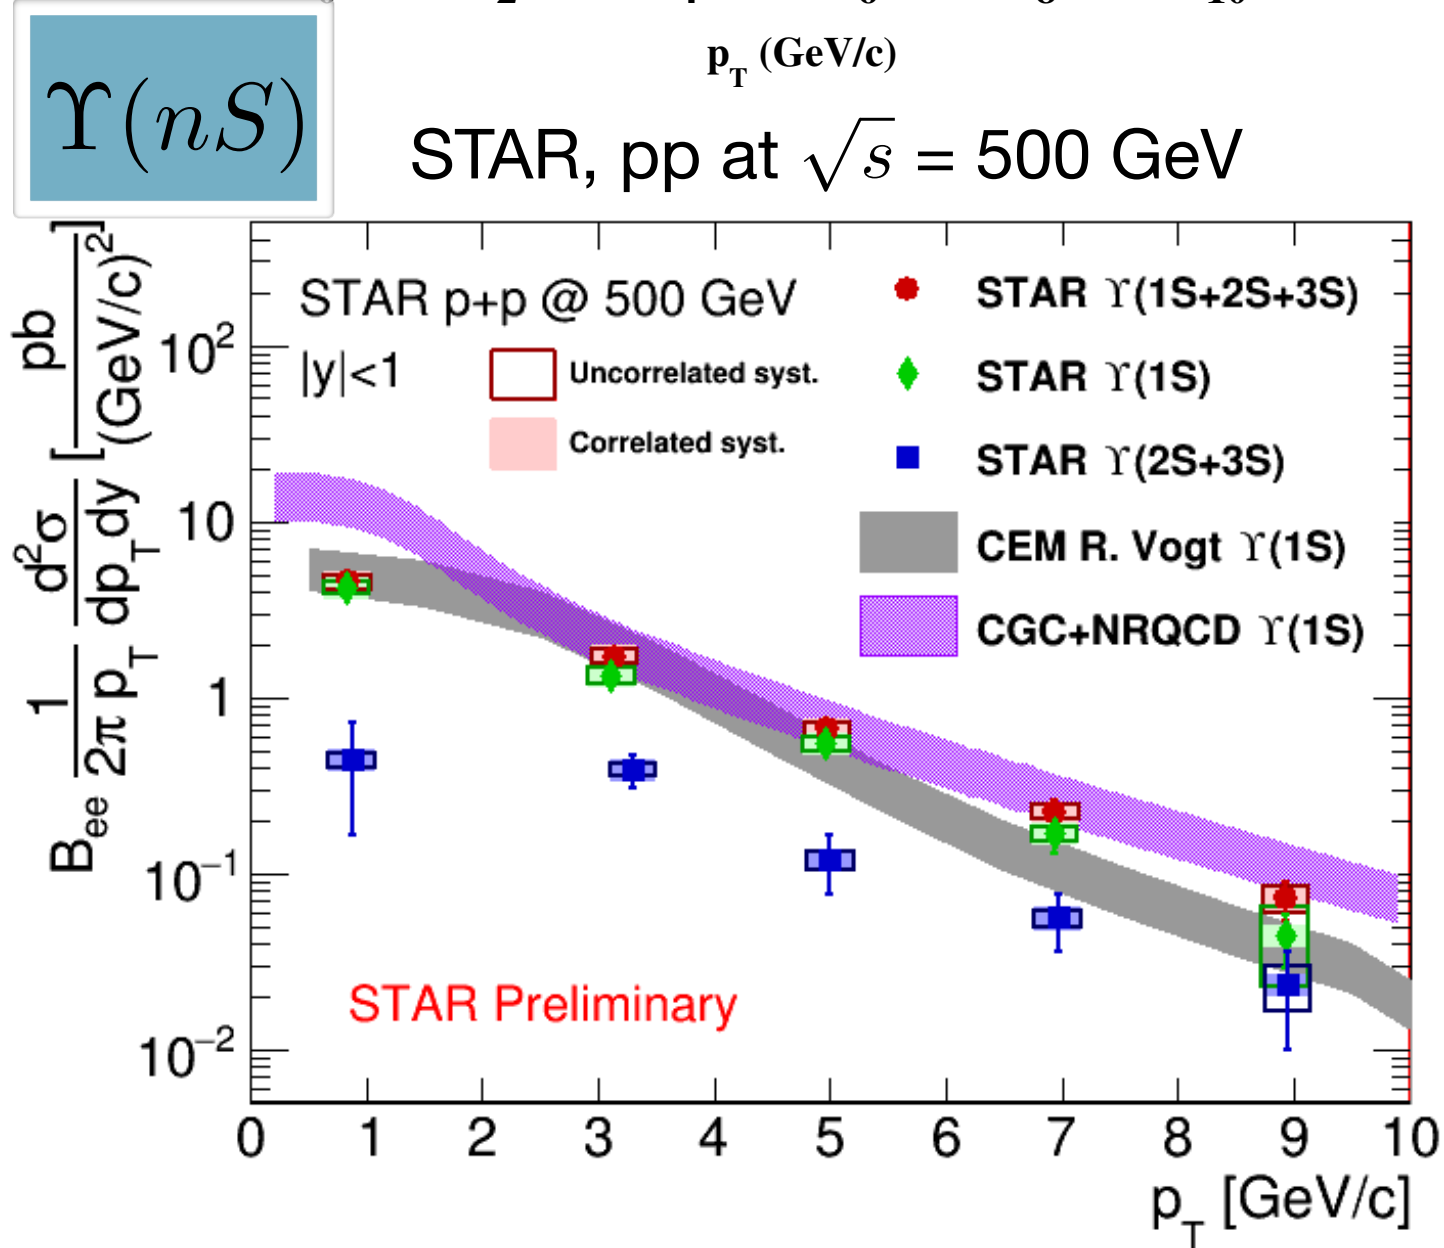 p_T (GeV/c)
Υ(nS)
STAR, pp at √s = 500 GeV
B_ee 1/(2π p_T) d²σ/(dp_T dy) [pb/(GeV/c)²]
STAR p+p @ 500 GeV
|y|<1
Uncorrelated syst.
Correlated syst.
STAR ϒ(1S+2S+3S)
STAR ϒ(1S)
STAR ϒ(2S+3S)
CEM R. Vogt ϒ(1S)
CGC+NRQCD ϒ(1S)
10²
10
1
10⁻¹
10⁻²
STAR Preliminary
0 1 2 3 4 5 6 7 8 9 10
p_T [GeV/c]